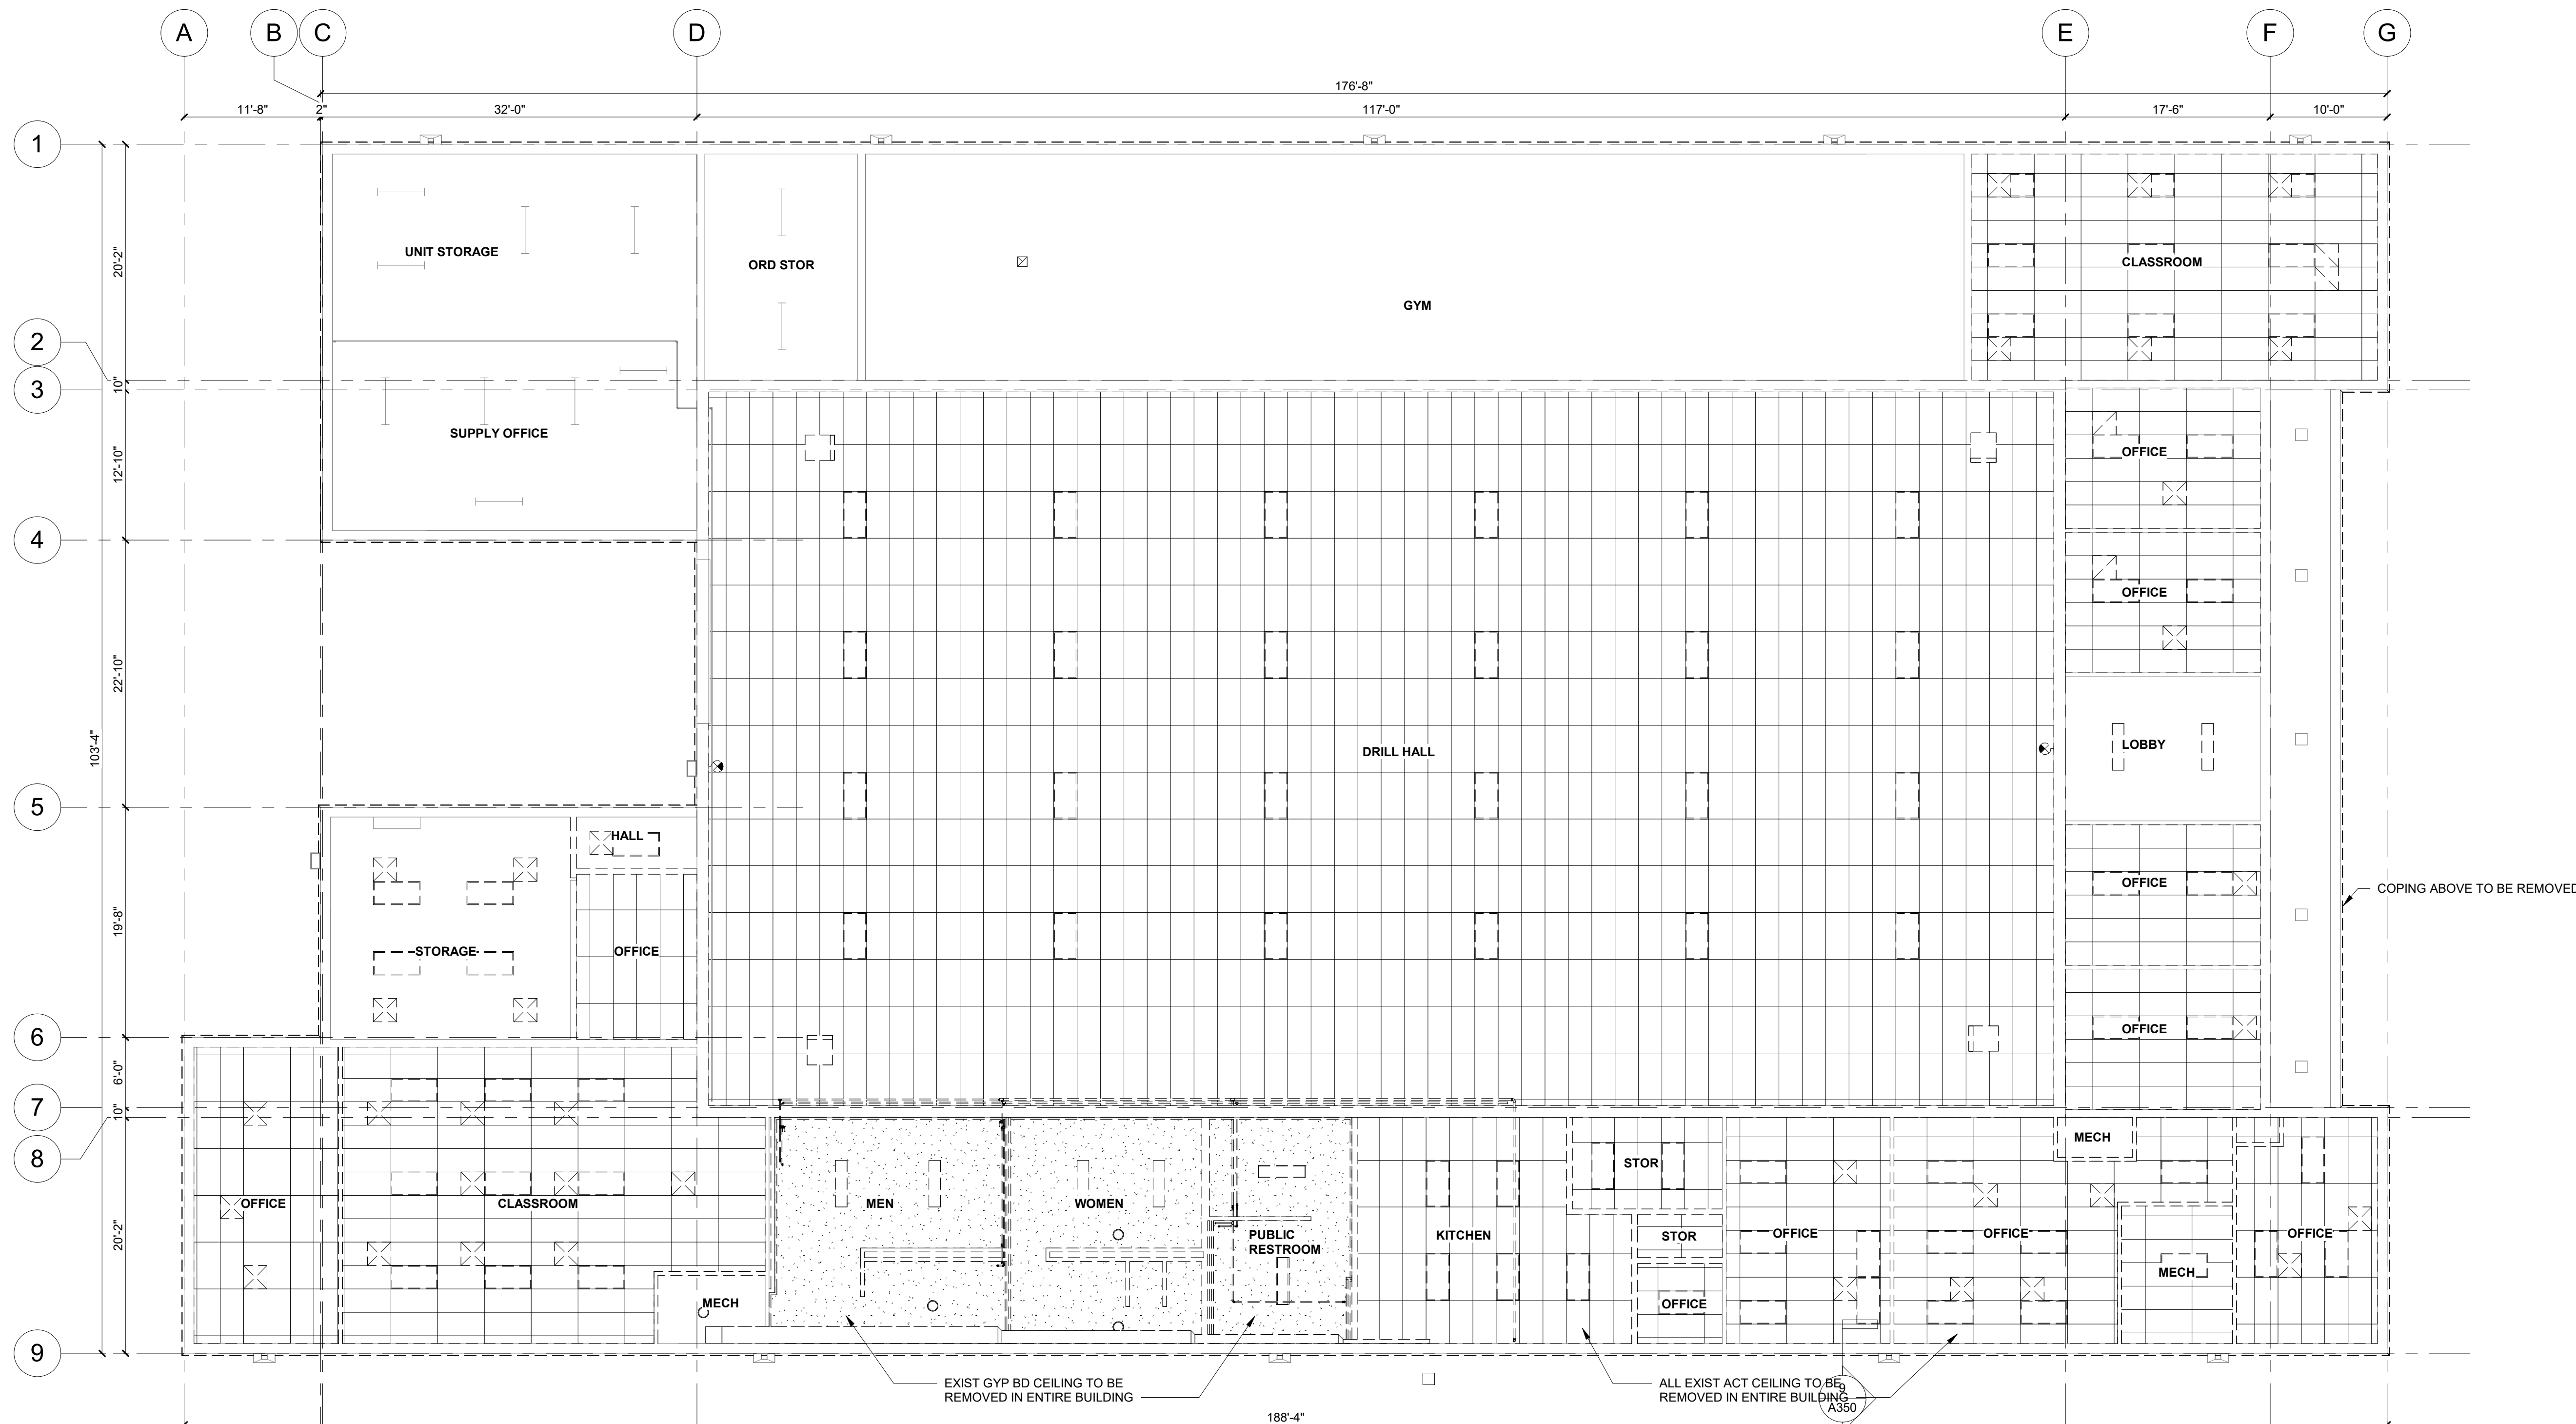 A
B
C
D
E
F
G
176'-8"
11'-8"
2"
32'-0"
117'-0"
17'-6"
10'-0"
1
2
3
4
5
6
7
8
9
20'-2"
10"
12'-10"
22'-10"
103'-4"
19'-8"
6'-0"
10"
20'-2"
UNIT STORAGE
ORD STOR
GYM
CLASSROOM
SUPPLY OFFICE
OFFICE
OFFICE
DRILL HALL
LOBBY
HALL
OFFICE
COPING ABOVE TO BE REMOVED
STORAGE
OFFICE
OFFICE
MECH
STOR
OFFICE
CLASSROOM
MEN
WOMEN
PUBLIC
RESTROOM
KITCHEN
STOR
OFFICE
OFFICE
OFFICE
MECH
MECH
OFFICE
EXIST GYP BD CEILING TO BE
REMOVED IN ENTIRE BUILDING
ALL EXIST ACT CEILING TO BE
REMOVED IN ENTIRE BUILDING
9
A350
188'-4"